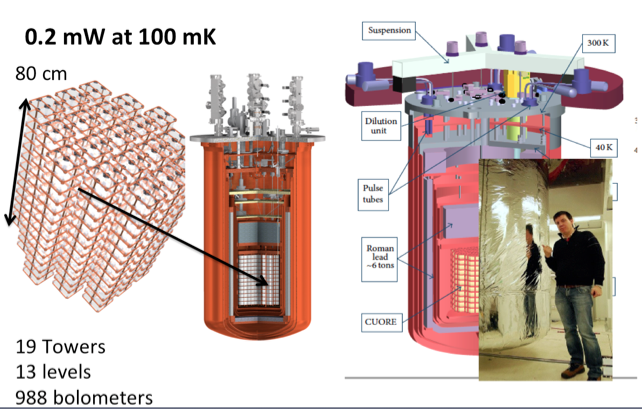 0.2 mW at 100 mK
80 cm
19 Towers
13 levels
988 bolometers
Suspension
300 K
Dilution
unit
40 K
Pulse
tubes
Roman
lead
~6 tons
CUORE